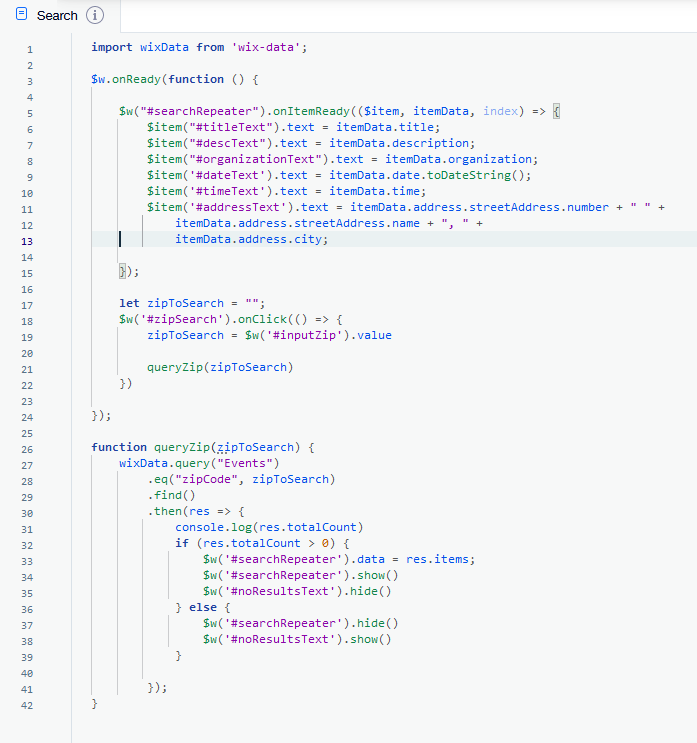 Search
1 import wixData from 'wix-data';
2
3 $w.onReady(function () {
4
5 $w("#searchRepeater").onItemReady(($item, itemData, index) => {
6 $item("#titleText").text = itemData.title;
7 $item("#descText").text = itemData.description;
8 $item("#organizationText").text = itemData.organization;
9 $item('#dateText').text = itemData.date.toDateString();
10 $item('#timeText').text = itemData.time;
11 $item('#addressText').text = itemData.address.streetAddress.number + " " +
12 itemData.address.streetAddress.name + ", " +
13 itemData.address.city;
14
15 });
16
17 let zipToSearch = "";
18 $w('#zipSearch').onClick(() => {
19 zipToSearch = $w('#inputZip').value
20
21 queryZip(zipToSearch)
22 })
23
24 });
25
26 function queryZip(zipToSearch) {
27 wixData.query("Events")
28 .eq("zipCode", zipToSearch)
29 .find()
30 .then(res => {
31 console.log(res.totalCount)
32 if (res.totalCount > 0) {
33 $w('#searchRepeater').data = res.items;
34 $w('#searchRepeater').show()
35 $w('#noResultsText').hide()
36 } else {
37 $w('#searchRepeater').hide()
38 $w('#noResultsText').show()
39 }
40
41 });
42 }